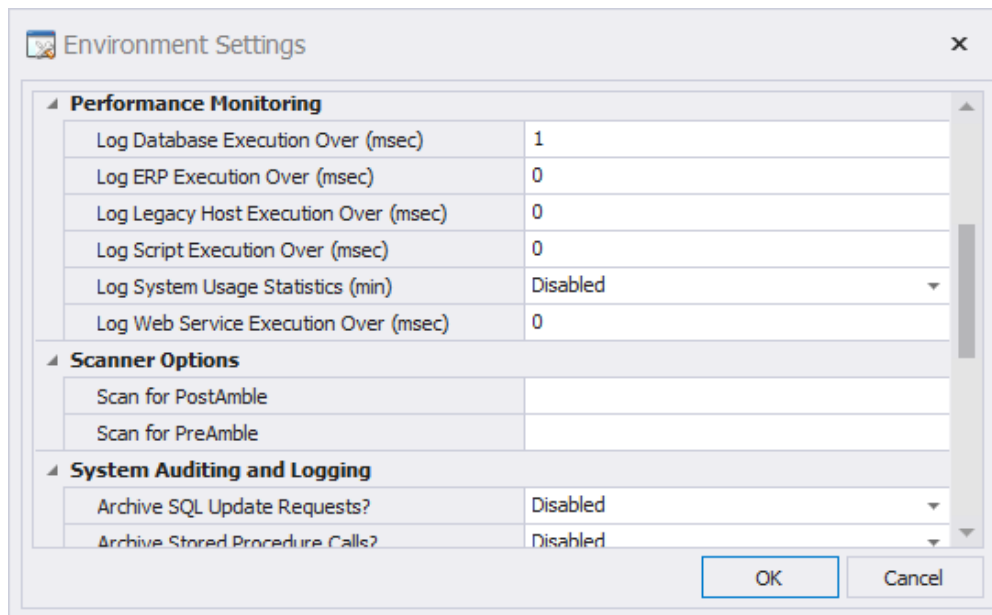 Environment Settings
Performance Monitoring
Log Database Execution Over (msec) 1
Log ERP Execution Over (msec) 0
Log Legacy Host Execution Over (msec) 0
Log Script Execution Over (msec) 0
Log System Usage Statistics (min) Disabled
Log Web Service Execution Over (msec) 0
Scanner Options
Scan for PostAmble
Scan for PreAmble
System Auditing and Logging
Archive SQL Update Requests? Disabled
Archive Stored Procedure Calls? Disabled
OK Cancel